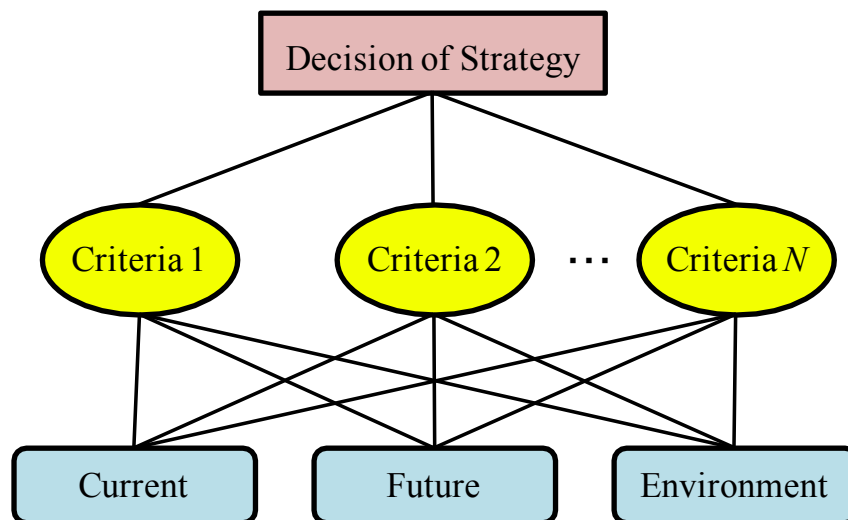 Decision of Strategy
Criteria 1
Criteria 2
...
Criteria N
Current
Future
Environment